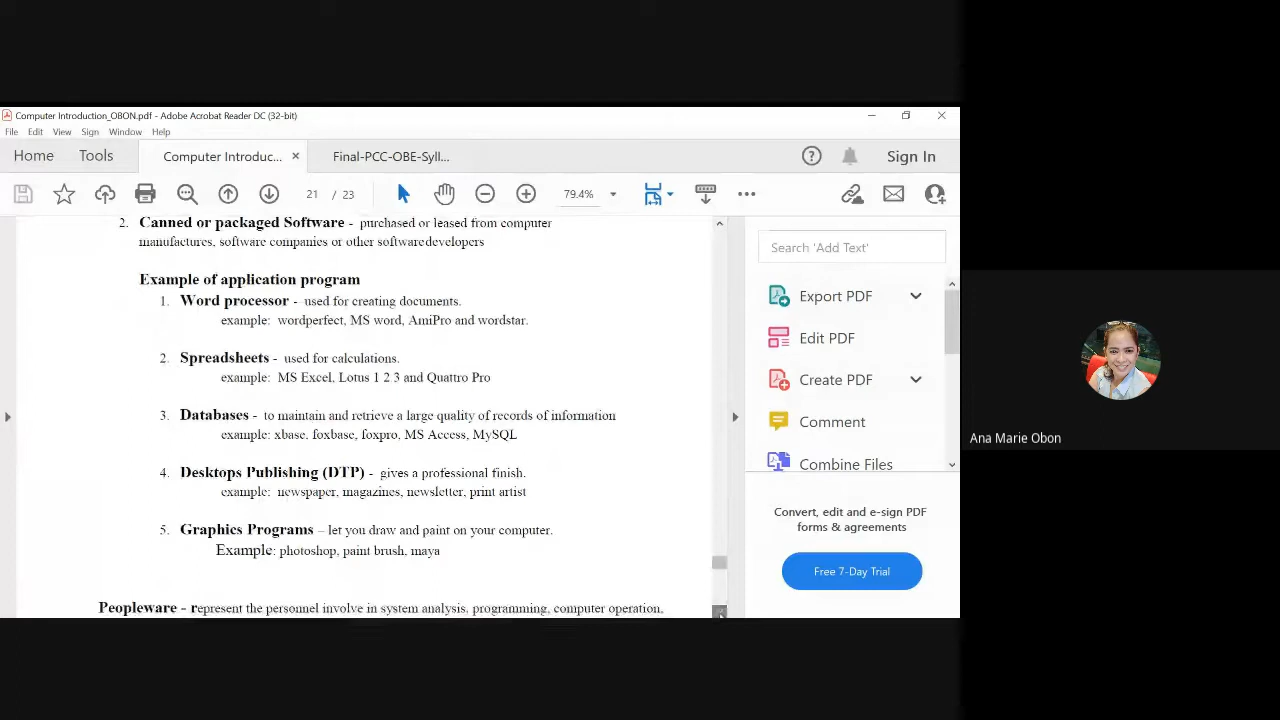 Computer Introduction_OBON.pdf - Adobe Acrobat Reader DC (32-bit)
File Edit View Sign Window Help
Home Tools Computer Introduc... Final-PCC-OBE-Syll... Sign In
21 / 23 79.4%
2. Canned or packaged Software - purchased or leased from computer
manufactures, software companies or other softwaredevelopers
Example of application program
1. Word processor - used for creating documents.
example: wordperfect, MS word, AmiPro and wordstar.
2. Spreadsheets - used for calculations.
example: MS Excel, Lotus 1 2 3 and Quattro Pro
3. Databases - to maintain and retrieve a large quality of records of information
example: xbase, foxbase, foxpro, MS Access, MySQL
4. Desktops Publishing (DTP) - gives a professional finish.
example: newspaper, magazines, newsletter, print artist
5. Graphics Programs – let you draw and paint on your computer.
Example: photoshop, paint brush, maya
Peopleware - represent the personnel involve in system analysis, programming, computer operation,
Search 'Add Text'
Export PDF
Edit PDF
Create PDF
Comment
Combine Files
Convert, edit and e-sign PDF
forms & agreements
Free 7-Day Trial
Ana Marie Obon